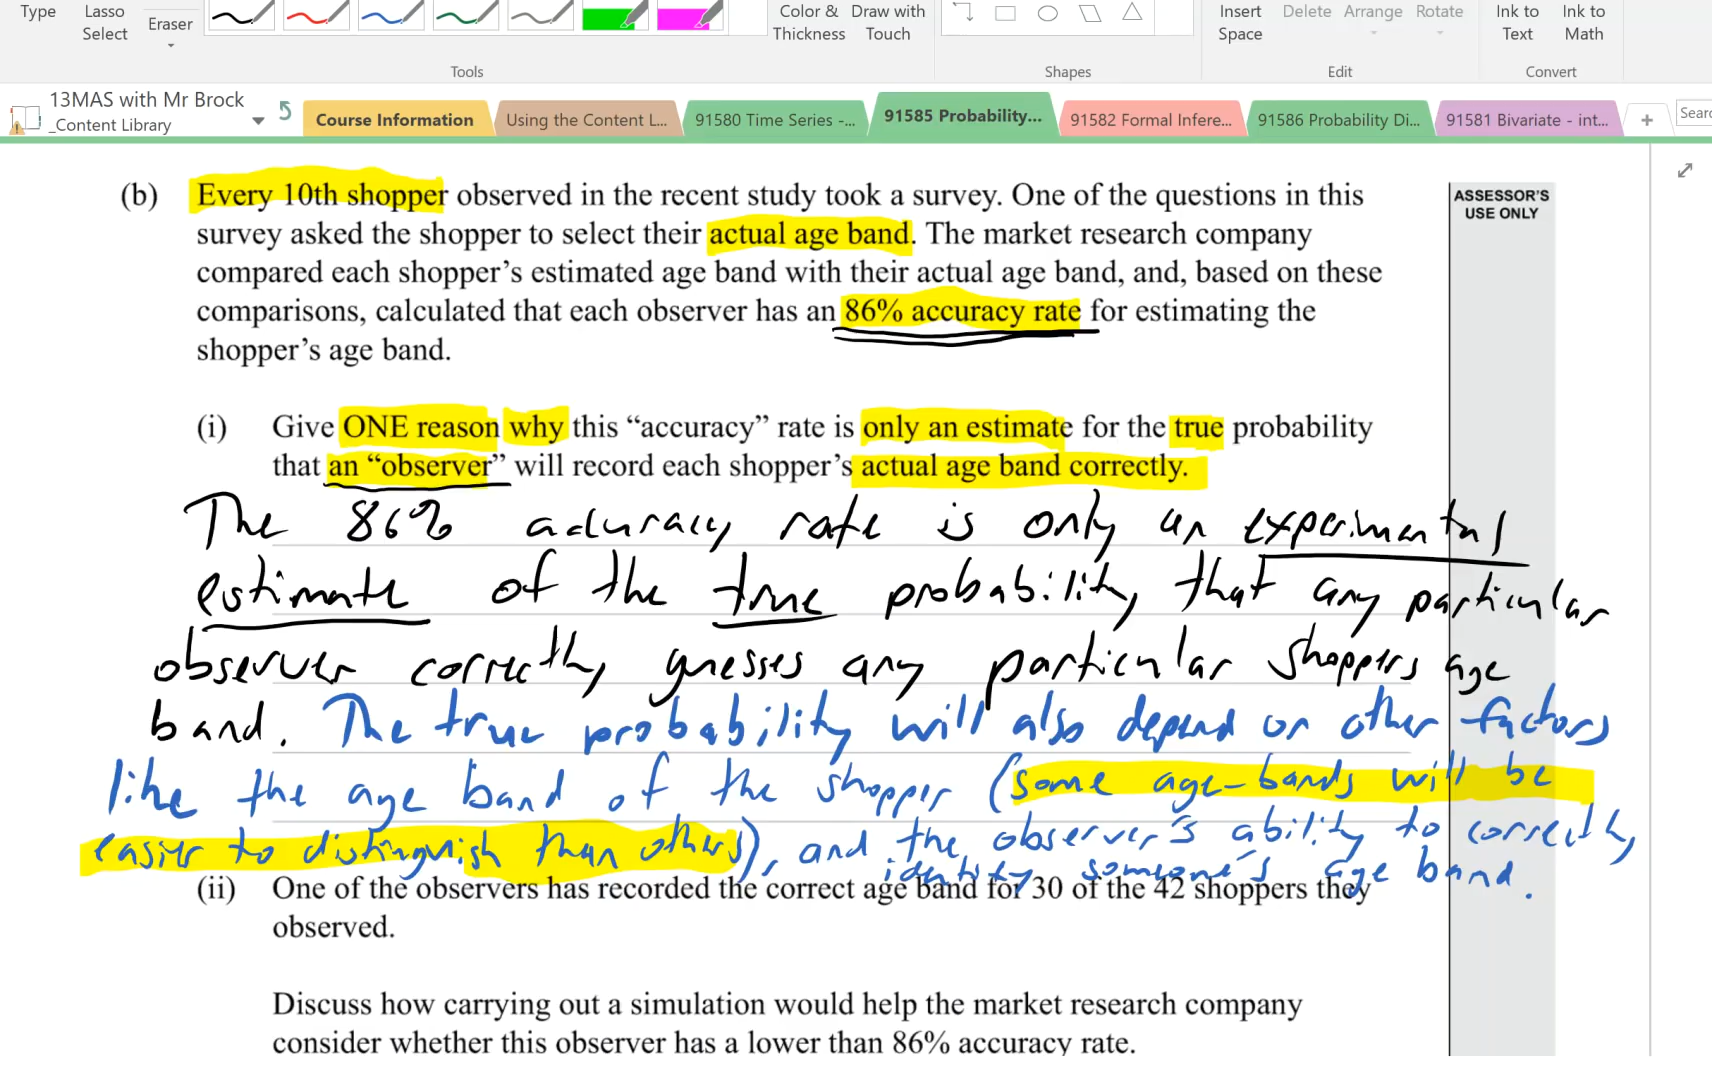 Type
Lasso Select
Eraser
Color & Thickness
Draw with Touch
Insert Space
Delete
Arrange
Rotate
Ink to Text
Ink to Math
Tools
Shapes
Edit
Convert
13MAS with Mr Brock
_Content Library
Course Information
Using the Content L...
91580 Time Series -...
91585 Probability...
91582 Formal Infere...
91586 Probability Di...
91581 Bivariate - int...
+
Sear
(b) Every 10th shopper observed in the recent study took a survey. One of the questions in this
survey asked the shopper to select their actual age band. The market research company
compared each shopper's estimated age band with their actual age band, and, based on these
comparisons, calculated that each observer has an 86% accuracy rate for estimating the
shopper's age band.
ASSESSOR'S
USE ONLY
(i) Give ONE reason why this "accuracy" rate is only an estimate for the true probability
that an "observer" will record each shopper's actual age band correctly.
The 86% accuracy rate is only an experimental
estimate of the true probability that any particular
observer correctly guesses any particular shoppers age
band. The true probability will also depend on other factors
like the age band of the shopper (some age-bands will be
easier to distinguish than others), and the observer's ability to correctly
identify someone's age band.
(ii) One of the observers has recorded the correct age band for 30 of the 42 shoppers they
observed.
Discuss how carrying out a simulation would help the market research company
consider whether this observer has a lower than 86% accuracy rate.